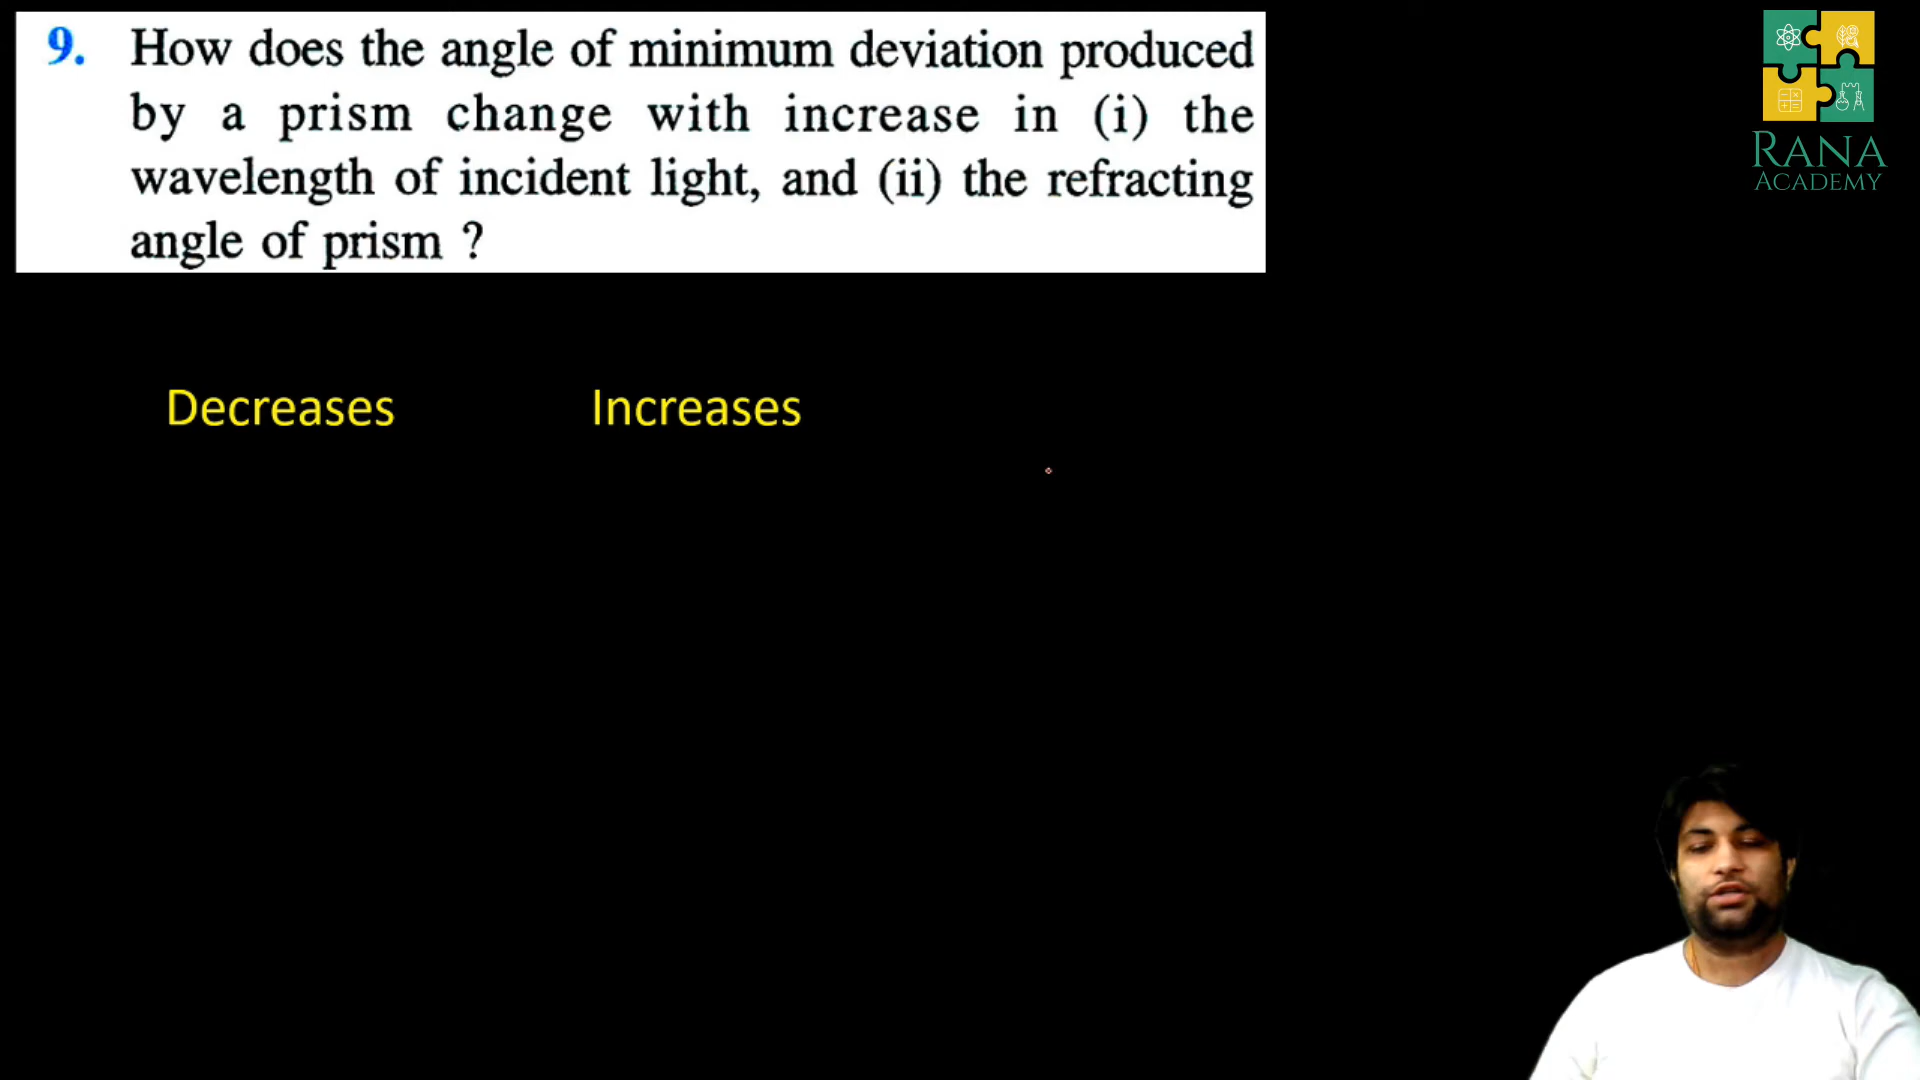 9. How does the angle of minimum deviation produced
by a prism change with increase in (i) the
wavelength of incident light, and (ii) the refracting
angle of prism ?
RANA
ACADEMY
Decreases Increases